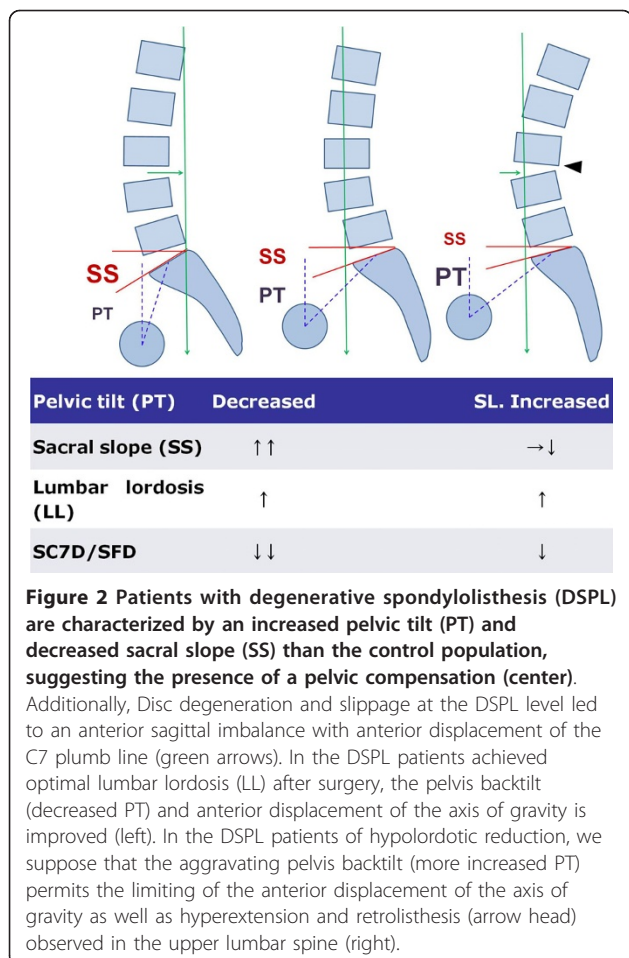 SS
PT
SS
PT
SS
PT
Pelvic tilt (PT) Decreased SL. Increased
Sacral slope (SS) ↑↑ →↓
Lumbar lordosis
(LL) ↑ ↑
SC7D/SFD ↓↓ ↓
Figure 2 Patients with degenerative spondylolisthesis (DSPL)
are characterized by an increased pelvic tilt (PT) and
decreased sacral slope (SS) than the control population,
suggesting the presence of a pelvic compensation (center).
Additionally, Disc degeneration and slippage at the DSPL level led
to an anterior sagittal imbalance with anterior displacement of the
C7 plumb line (green arrows). In the DSPL patients achieved
optimal lumbar lordosis (LL) after surgery, the pelvis backtilt
(decreased PT) and anterior displacement of the axis of gravity is
improved (left). In the DSPL patients of hypolordotic reduction, we
suppose that the aggravating pelvis backtilt (more increased PT)
permits the limiting of the anterior displacement of the axis of
gravity as well as hyperextension and retrolisthesis (arrow head)
observed in the upper lumbar spine (right).